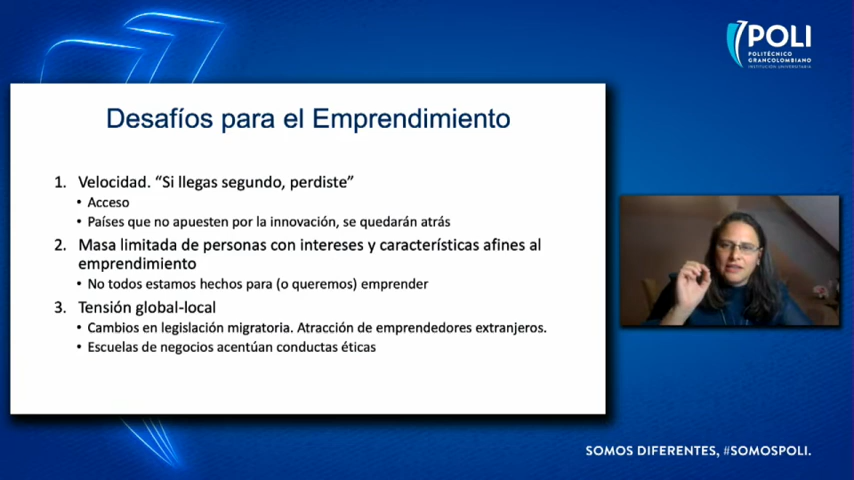 POLI
POLITÉCNICO
GRANCOLOMBIANO
INSTITUCIÓN UNIVERSITARIA
Desafíos para el Emprendimiento
1. Velocidad. “Si llegas segundo, perdiste”
• Acceso
• Países que no apuesten por la innovación, se quedarán atrás
2. Masa limitada de personas con intereses y características afines al
emprendimiento
• No todos estamos hechos para (o queremos) emprender
3. Tensión global-local
• Cambios en legislación migratoria. Atracción de emprendedores extranjeros.
• Escuelas de negocios acentúan conductas éticas
SOMOS DIFERENTES, #SOMOSPOLI.